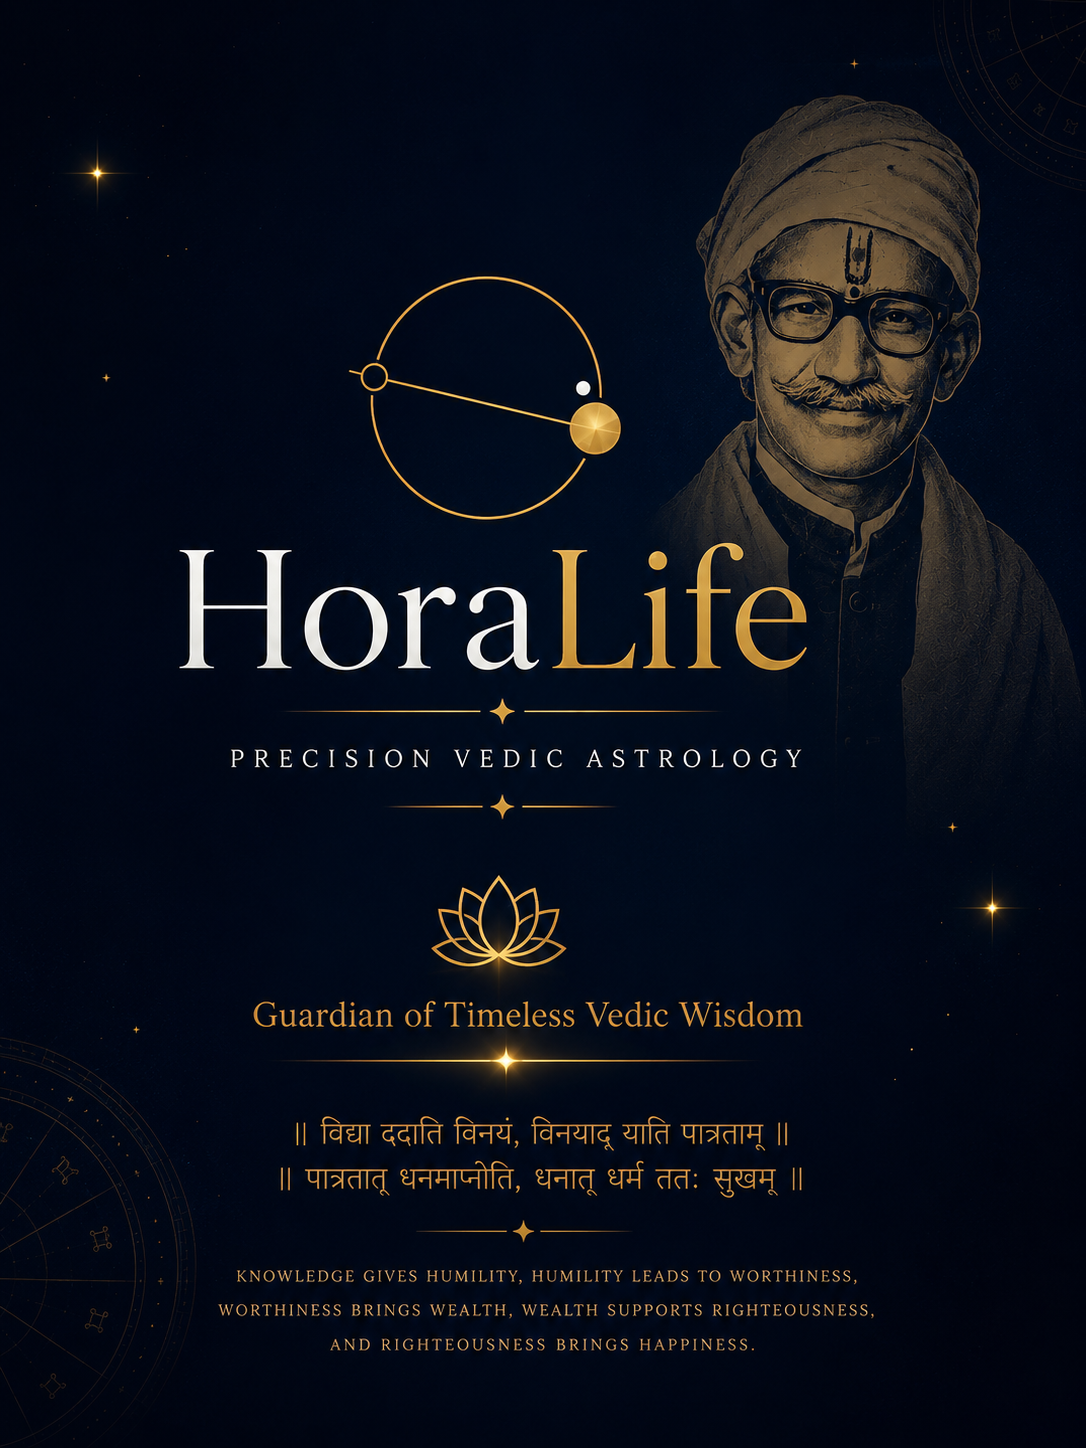 HoraLife
PRECISION VEDIC ASTROLOGY
Guardian of Timeless Vedic Wisdom
॥ विद्या ददाति विनयं, विनयादू याति पात्रताम् ॥
॥ पात्रतातू धनमाप्नोति, धनात् धर्म ततः सुखम् ॥
KNOWLEDGE GIVES HUMILITY, HUMILITY LEADS TO WORTHINESS,
WORTHINESS BRINGS WEALTH, WEALTH SUPPORTS RIGHTEOUSNESS,
AND RIGHTEOUSNESS BRINGS HAPPINESS.